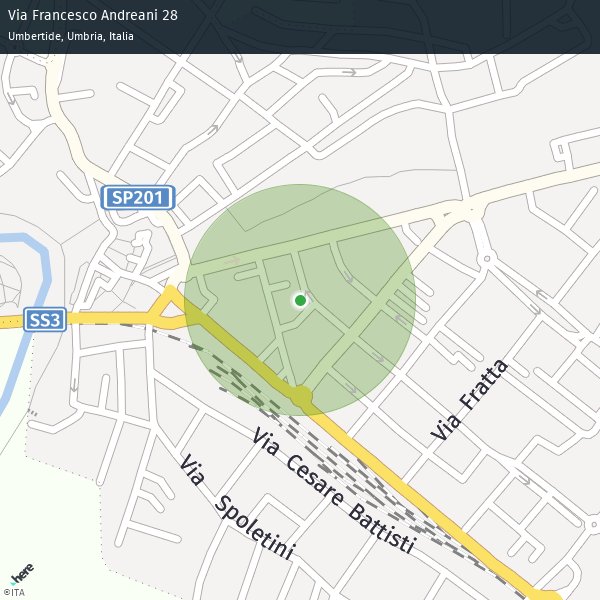 Via Francesco Andreani 28
Umbertide, Umbria, Italia
SP201
SS3
Via Fratta
Via Cesare Battisti
Via Spoletini
here
©ITA